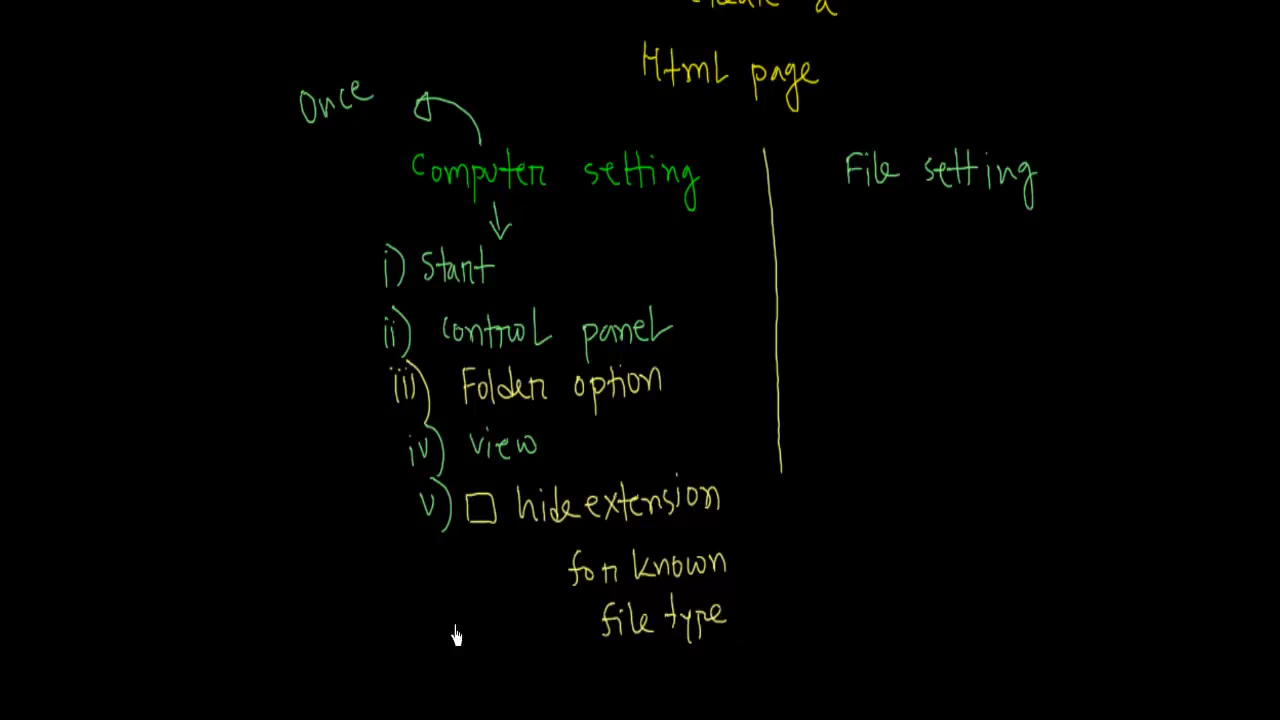 a
Html page
Once
Computer setting
File setting
i) Start
ii) Control panel
iii) Folder option
iv) view
v) hide extension
for known
file type